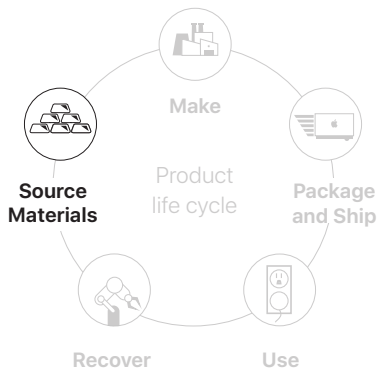 Make
Source
Materials
Product
life cycle
Package
and Ship
Recover
Use